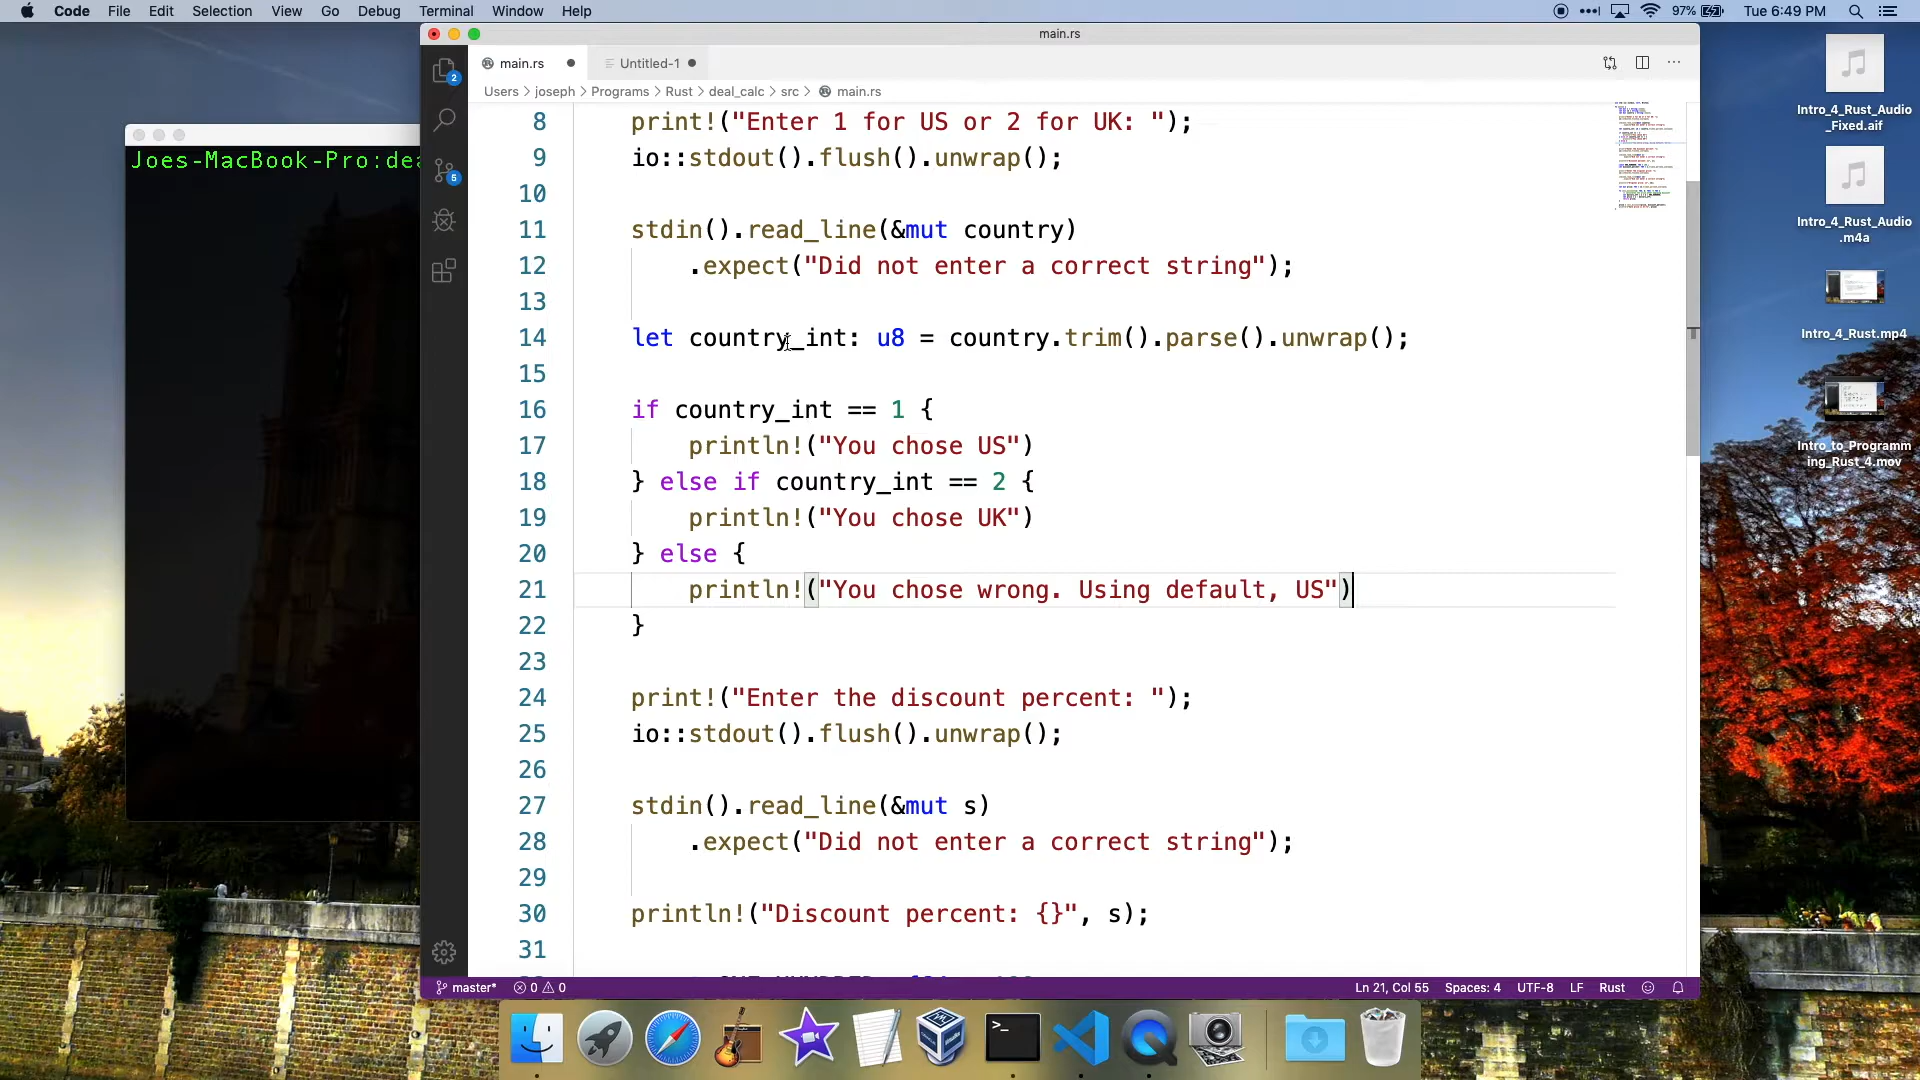 Code File Edit Selection View Go Debug Terminal Window Help
97% Tue 6:49 PM
main.rs
main.rs Untitled-1
Users > joseph > Programs > Rust > deal_calc > src > main.rs
Joes-MacBook-Pro:dea
2
5
8 print!("Enter 1 for US or 2 for UK: ");
9 io::stdout().flush().unwrap();
10
11 stdin().read_line(&mut country)
12 .expect("Did not enter a correct string");
13
14 let country_int: u8 = country.trim().parse().unwrap();
15
16 if country_int == 1 {
17 println!("You chose US")
18 } else if country_int == 2 {
19 println!("You chose UK")
20 } else {
21 println!("You chose wrong. Using default, US")
22 }
23
24 print!("Enter the discount percent: ");
25 io::stdout().flush().unwrap();
26
27 stdin().read_line(&mut s)
28 .expect("Did not enter a correct string");
29
30 println!("Discount percent: {}", s);
31
master* 0 0 Ln 21, Col 55 Spaces: 4 UTF-8 LF Rust
Intro_4_Rust_Audio
_Fixed.aif
Intro_4_Rust_Audio
.m4a
Intro_4_Rust.mp4
Intro_to_Programm
ing_Rust_4.mov